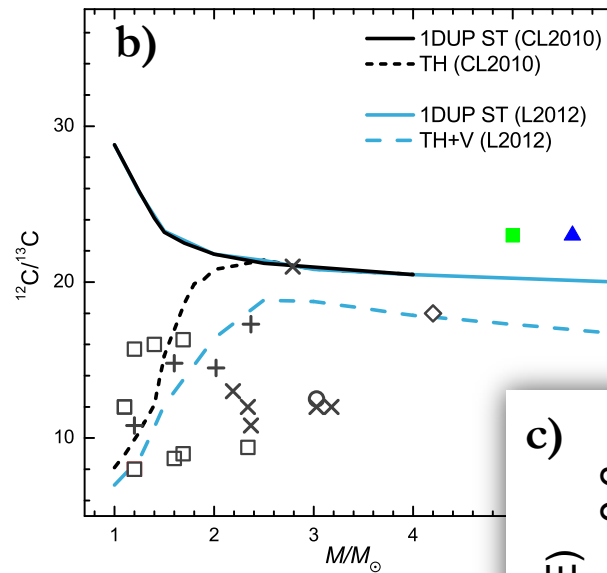 b)
1DUP ST (CL2010)
TH (CL2010)
1DUP ST (L2012)
TH+V (L2012)
30
20
10
¹²C/¹³C
1
2
3
4
M/M☉
c)